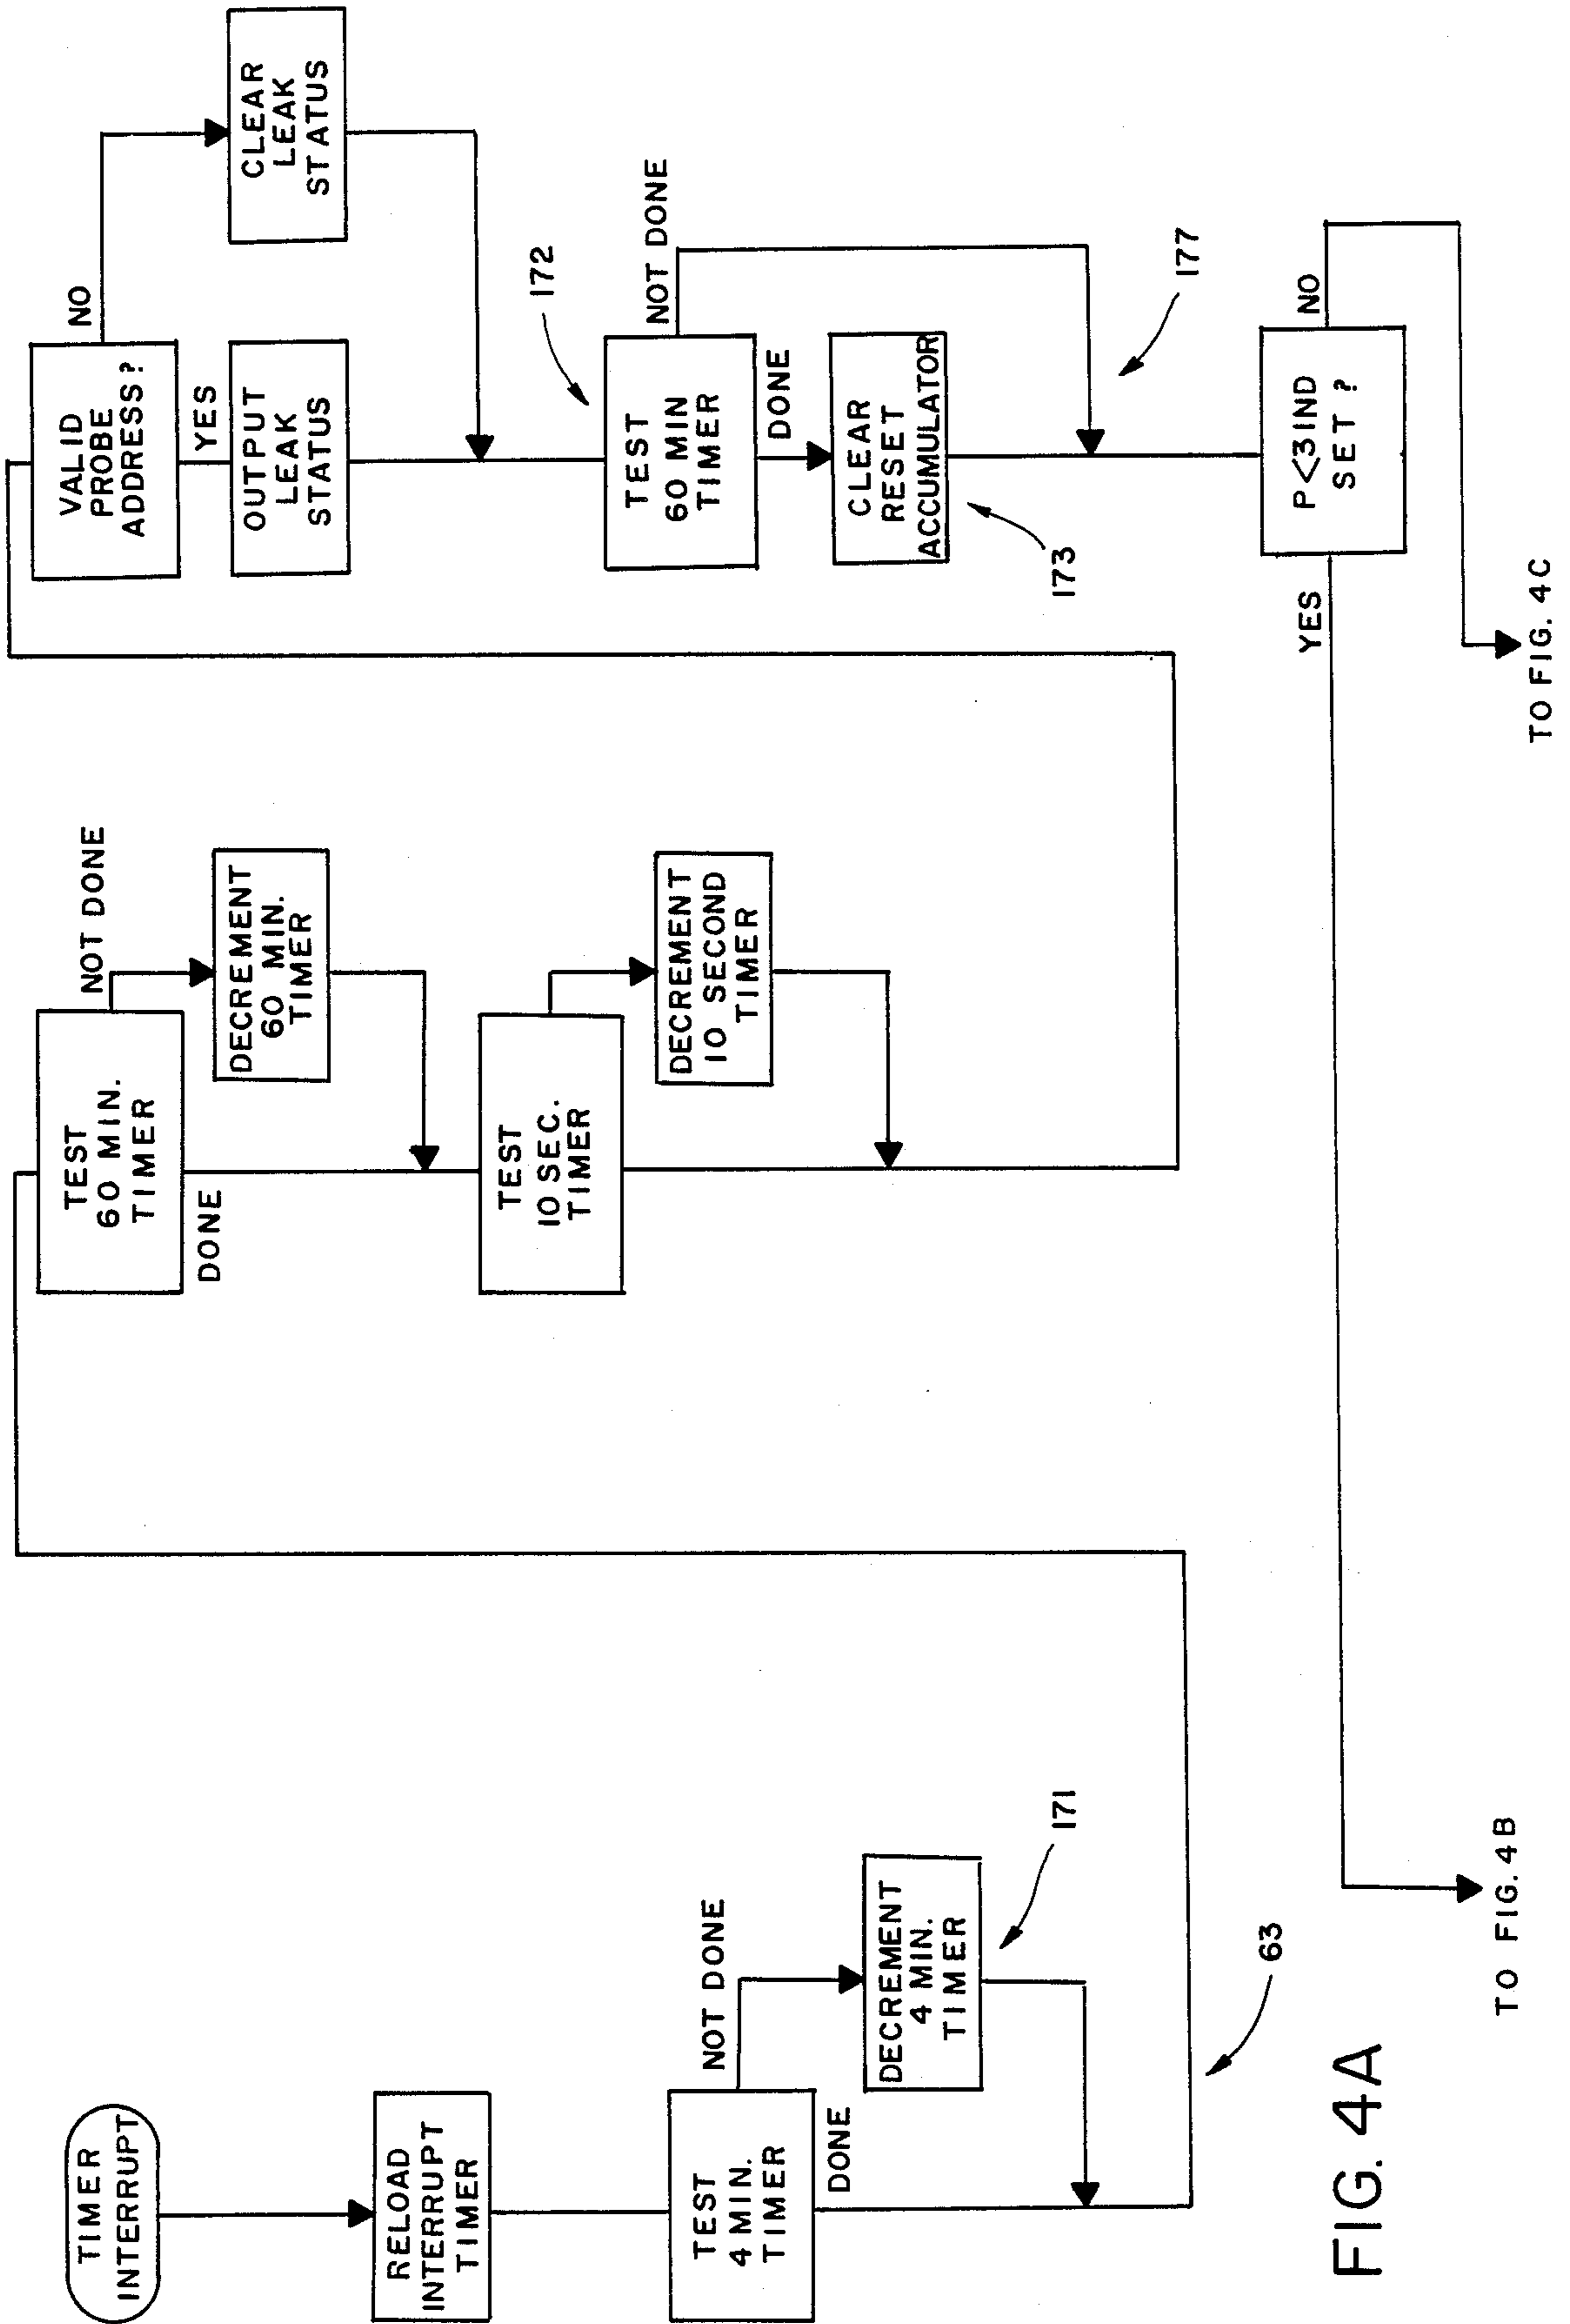 TIMER
INTERRUPT
RELOAD
INTERRUPT
TIMER
TEST
4 MIN.
TIMER
NOT DONE
DONE
DECREMENT
4 MIN.
TIMER
171
63
TEST
60 MIN.
TIMER
NOT DONE
DONE
DECREMENT
60 MIN.
TIMER
TEST
10 SEC.
TIMER
DECREMENT
10 SECOND
TIMER
VALID
PROBE
ADDRESS?
NO
YES
CLEAR
LEAK
STATUS
OUTPUT
LEAK
STATUS
172
TEST
60 MIN
TIMER
NOT DONE
DONE
CLEAR
RESET
ACCUMULATOR
173
177
P<3IND
SET ?
NO
YES
TO FIG. 4B
TO FIG. 4C
FIG. 4A